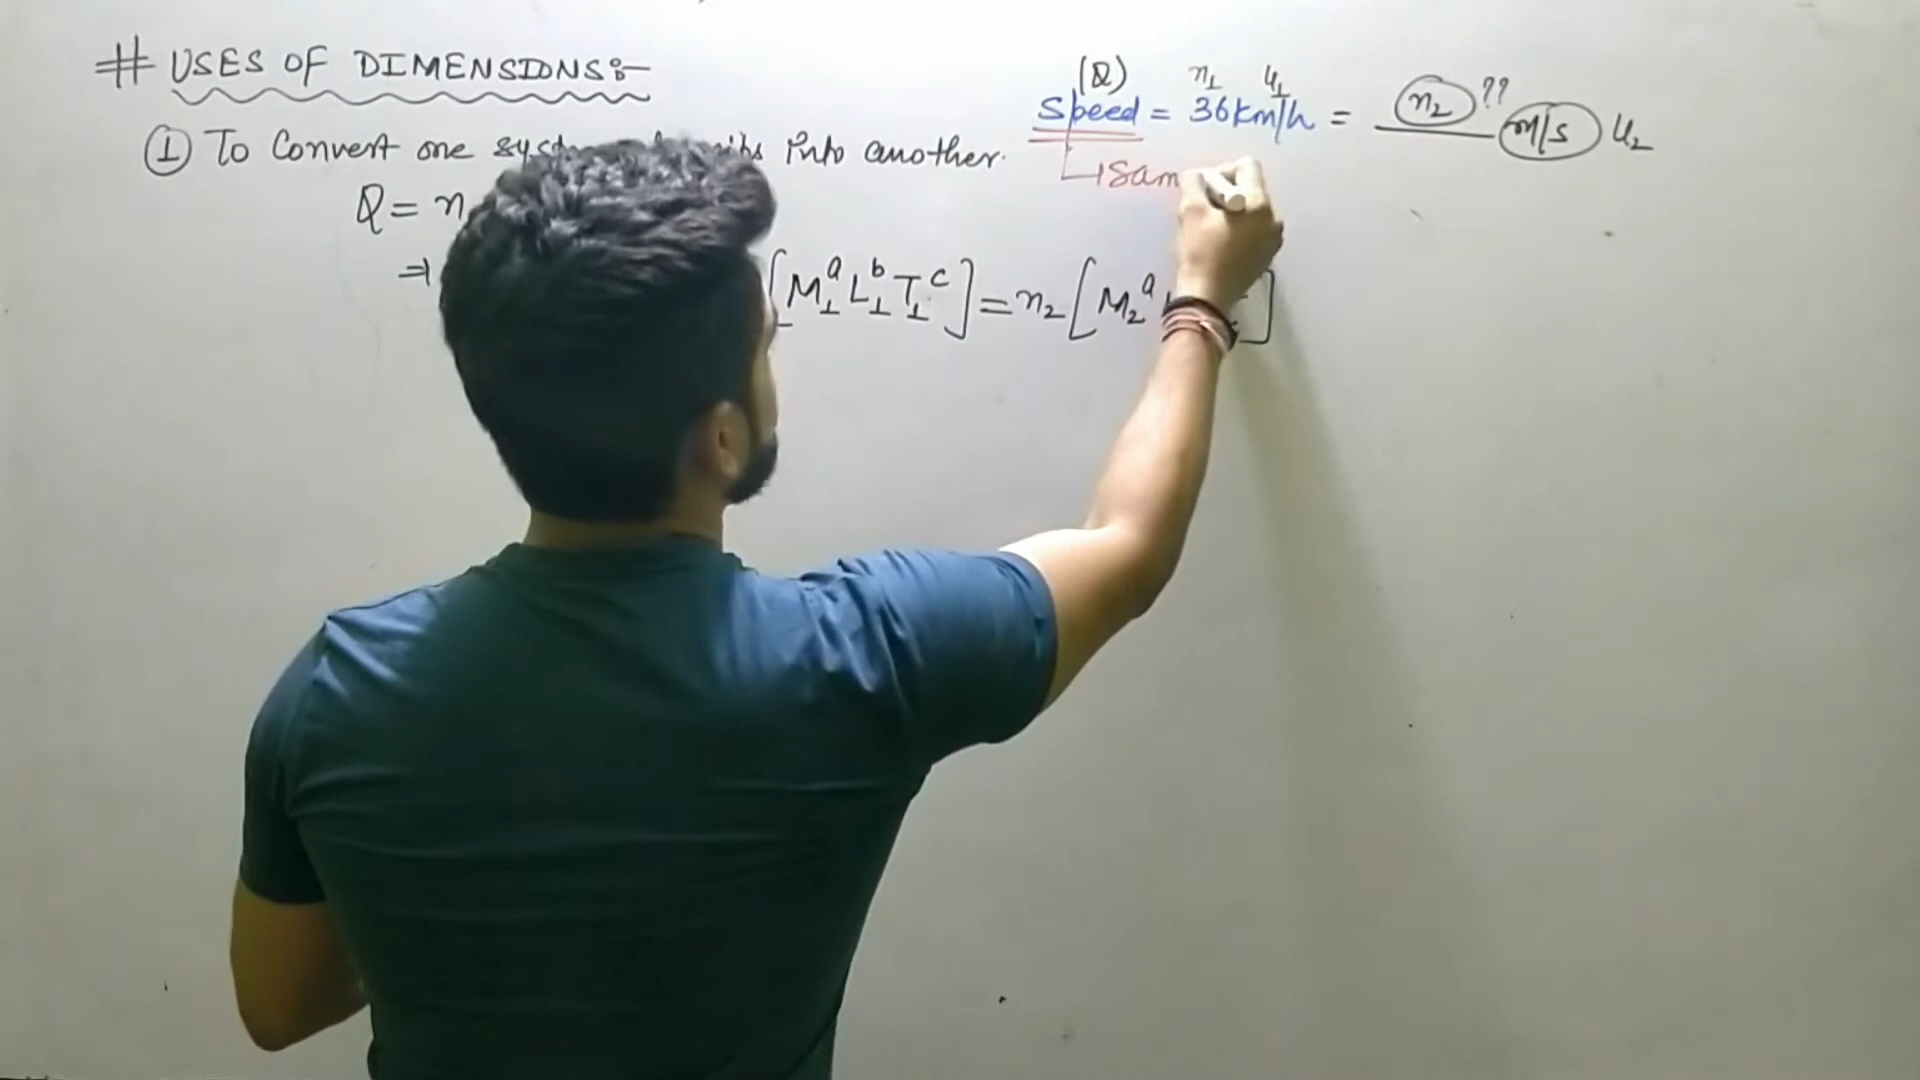 # USES OF DIMENSIONS:-
① To Convert one into another.
Q = n
⇒ [M₁ᵃ L₁ᵇ T₁ᶜ] = n₂ [M₂ᵃ ]
(Q) n₁ u₁
Speed = 36km/h = n₂ ?? m/s u₂
↳ Sam